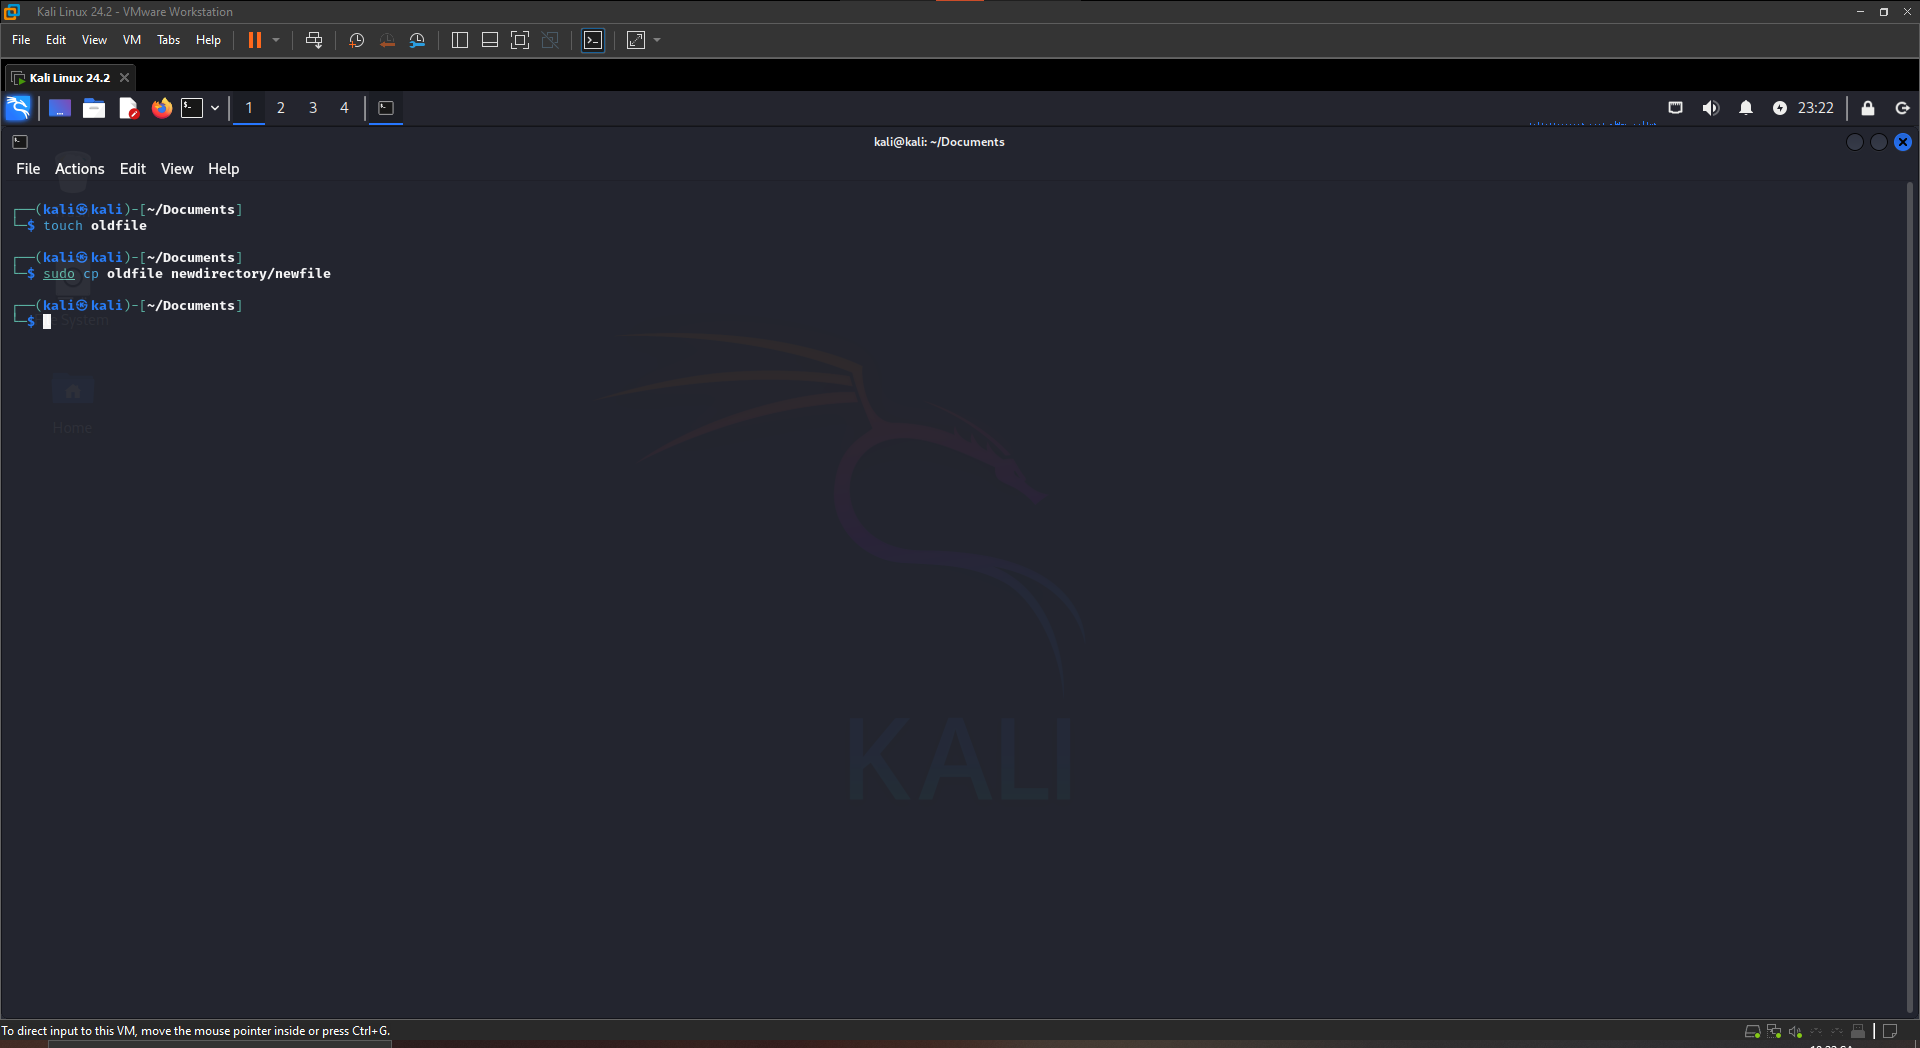 Kali Linux 24.2 - VMware Workstation
File Edit View VM Tabs Help
Kali Linux 24.2
1 2 3 4 23:22
kali@kali: ~/Documents
File Actions Edit View Help
┌──(kali㉿kali)-[~/Documents]
└─$ touch oldfile
┌──(kali㉿kali)-[~/Documents]
└─$ sudo cp oldfile newdirectory/newfile
┌──(kali㉿kali)-[~/Documents]
└─$
System
Home
KALI
To direct input to this VM, move the mouse pointer inside or press Ctrl+G.